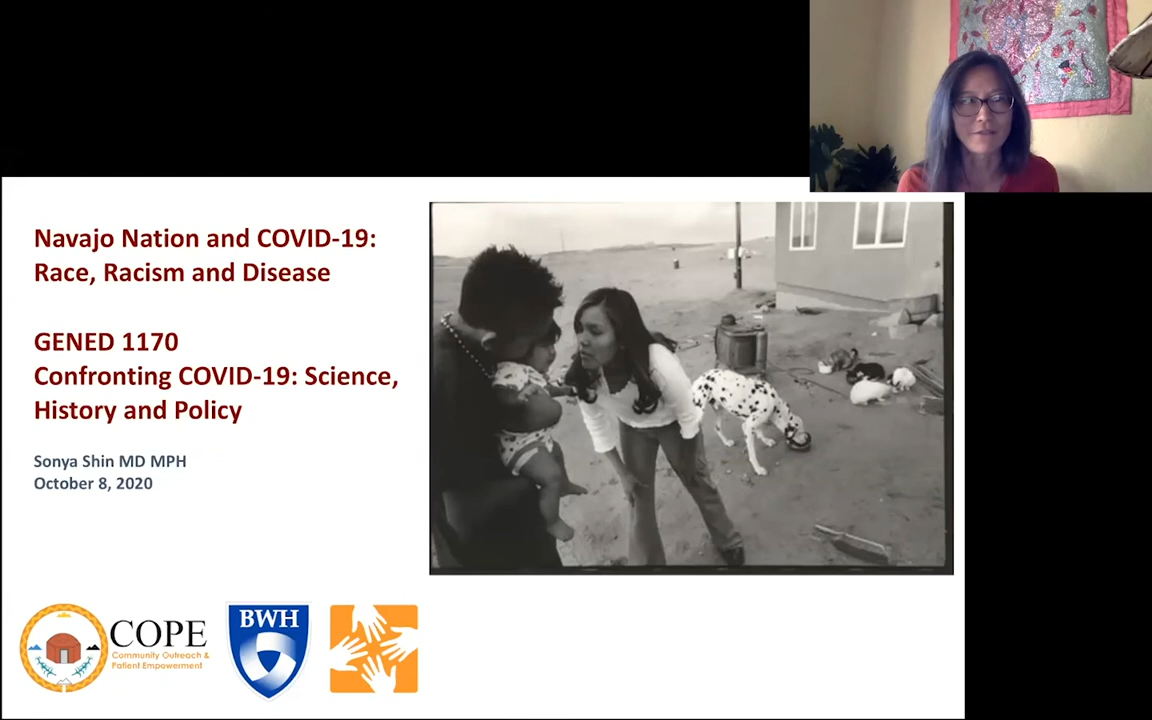 Navajo Nation and COVID-19:
Race, Racism and Disease
GENED 1170
Confronting COVID-19: Science,
History and Policy
Sonya Shin MD MPH
October 8, 2020
COPE
Community Outreach &
Patient Empowerment
BWH